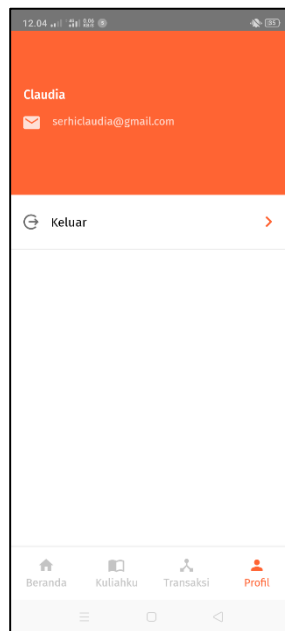 12.04
Claudia
serhiclaudia@gmail.com
Keluar
Beranda Kuliahku Transaksi Profil